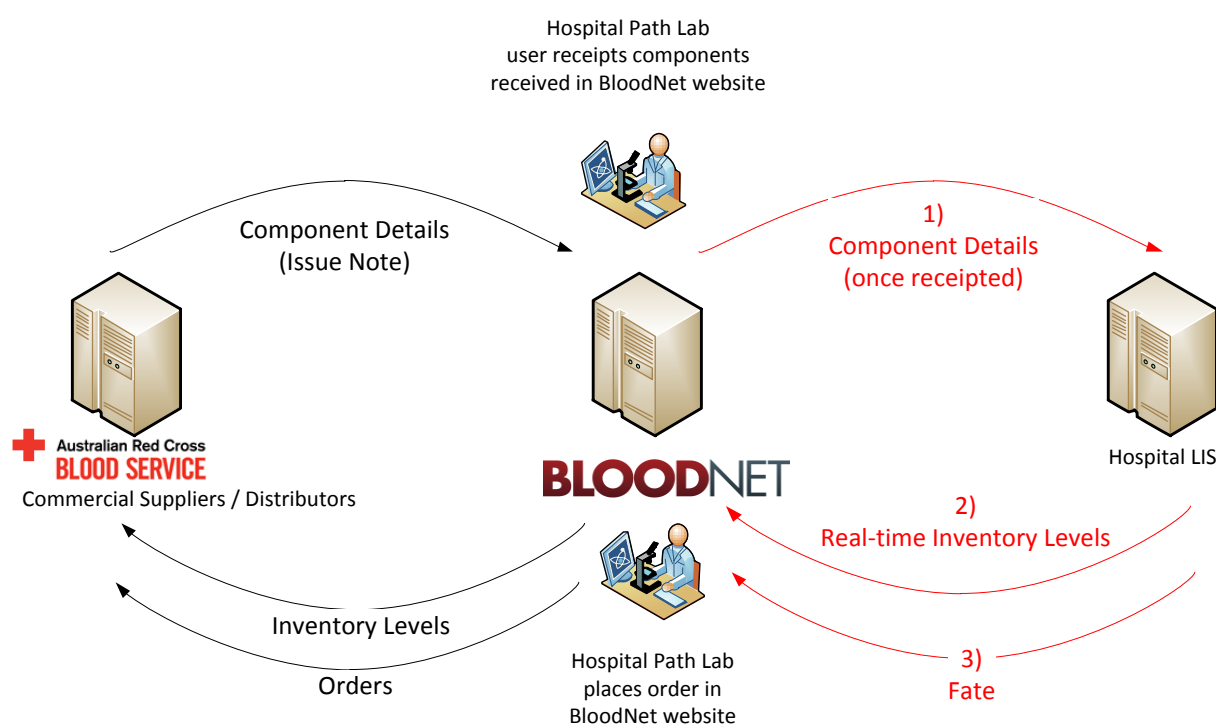 Hospital Path Lab
user receipts components
received in BloodNet website
Component Details
(Issue Note)
1)
Component Details
(once receipted)
Australian Red Cross
BLOOD SERVICE
Commercial Suppliers / Distributors
BLOODNET
Hospital LIS
2)
Real-time Inventory Levels
Inventory Levels
Orders
Hospital Path Lab
places order in
BloodNet website
3)
Fate